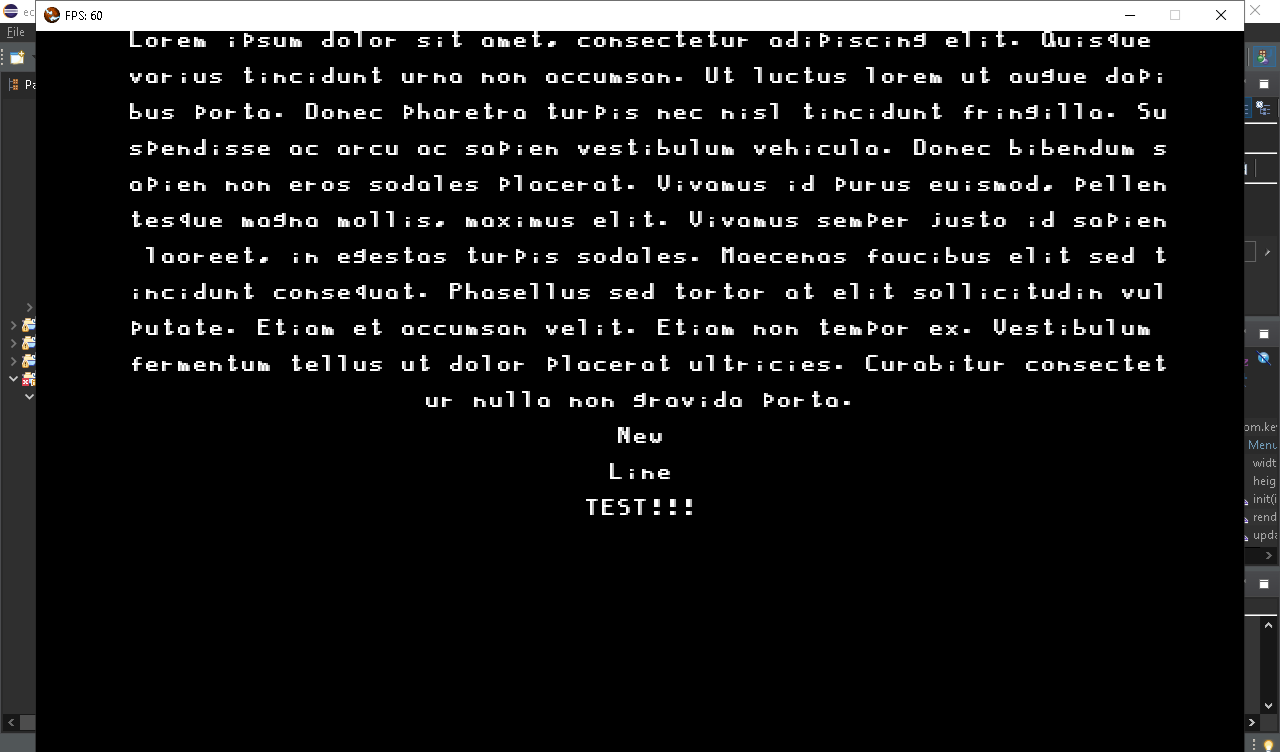 FPS: 60
File
Lorem ipsum dolor sit amet, consectetur adipiscing elit. Quisque
varius tincidunt urna non accumsan. Ut luctus lorem ut augue dapi
bus porta. Donec pharetra turpis nec nisl tincidunt fringilla. Su
spendisse ac arcu ac sapien vestibulum vehicula. Donec bibendum s
apien non eros sodales placerat. Vivamus id purus euismod, pellen
tesque magna mollis, maximus elit. Vivamus semper justo id sapien
laoreet, in egestas turpis sodales. Maecenas faucibus elit sed t
incidunt consequat. Phasellus sed tortor at elit sollicitudin vul
putate. Etiam et accumsan velit. Etiam non tempor ex. Vestibulum
fermentum tellus ut dolor placerat ultricies. Curabitur consectet
ur nulla non gravida porta.
New
Line
TEST!!!
om.key
Menu
widt
heig
init(i
rend
upda